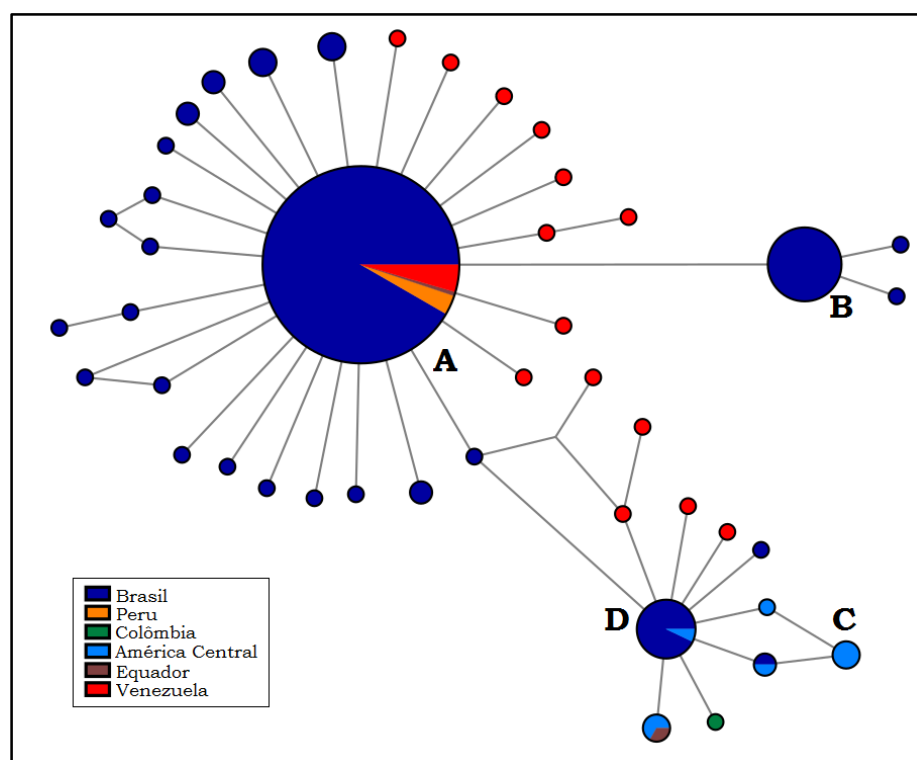 B
A
D
C
Brasil
Peru
Colômbia
América Central
Equador
Venezuela